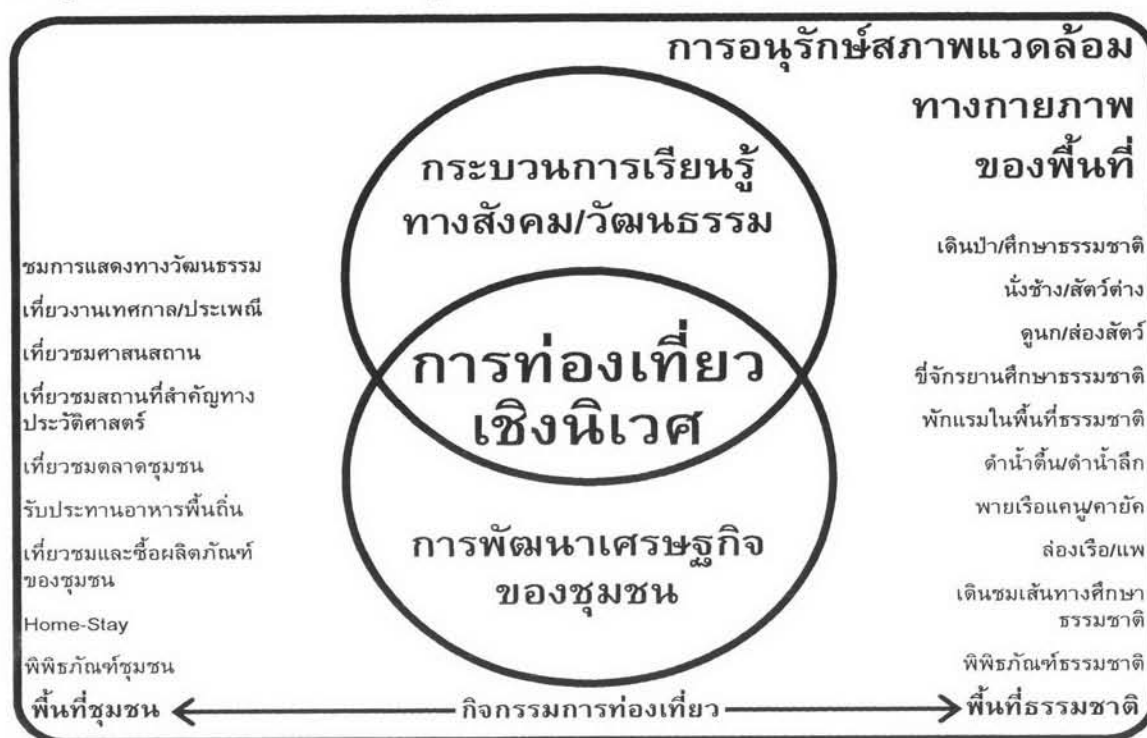 การอนุรักษ์สภาพแวดล้อม
ทางกายภาพ
ของพื้นที่
กระบวนการเรียนรู้
ทางสังคม/วัฒนธรรม
การท่องเที่ยว
เชิงนิเวศ
การพัฒนาเศรษฐกิจ
ของชุมชน
ชมการแสดงทางวัฒนธรรม
เที่ยวงานเทศกาล/ประเพณี
เที่ยวชมศาสนสถาน
เที่ยวชมสถานที่สำคัญทาง
ประวัติศาสตร์
เที่ยวชมตลาดชุมชน
รับประทานอาหารพื้นถิ่น
เที่ยวชมและซื้อผลิตภัณฑ์
ของชุมชน
Home-Stay
พิพิธภัณฑ์ชุมชน
เดินป่า/ศึกษาธรรมชาติ
นั่งช้าง/สัตว์ต่าง
ดูนก/ส่องสัตว์
ขี่จักรยานศึกษาธรรมชาติ
พักแรมในพื้นที่ธรรมชาติ
ดำน้ำตื้น/ดำน้ำลึก
พายเรือแคนู/คายัค
ล่องเรือ/แพ
เดินชมเส้นทางศึกษา
ธรรมชาติ
พิพิธภัณฑ์ธรรมชาติ
พื้นที่ชุมชน
กิจกรรมการท่องเที่ยว
พื้นที่ธรรมชาติ